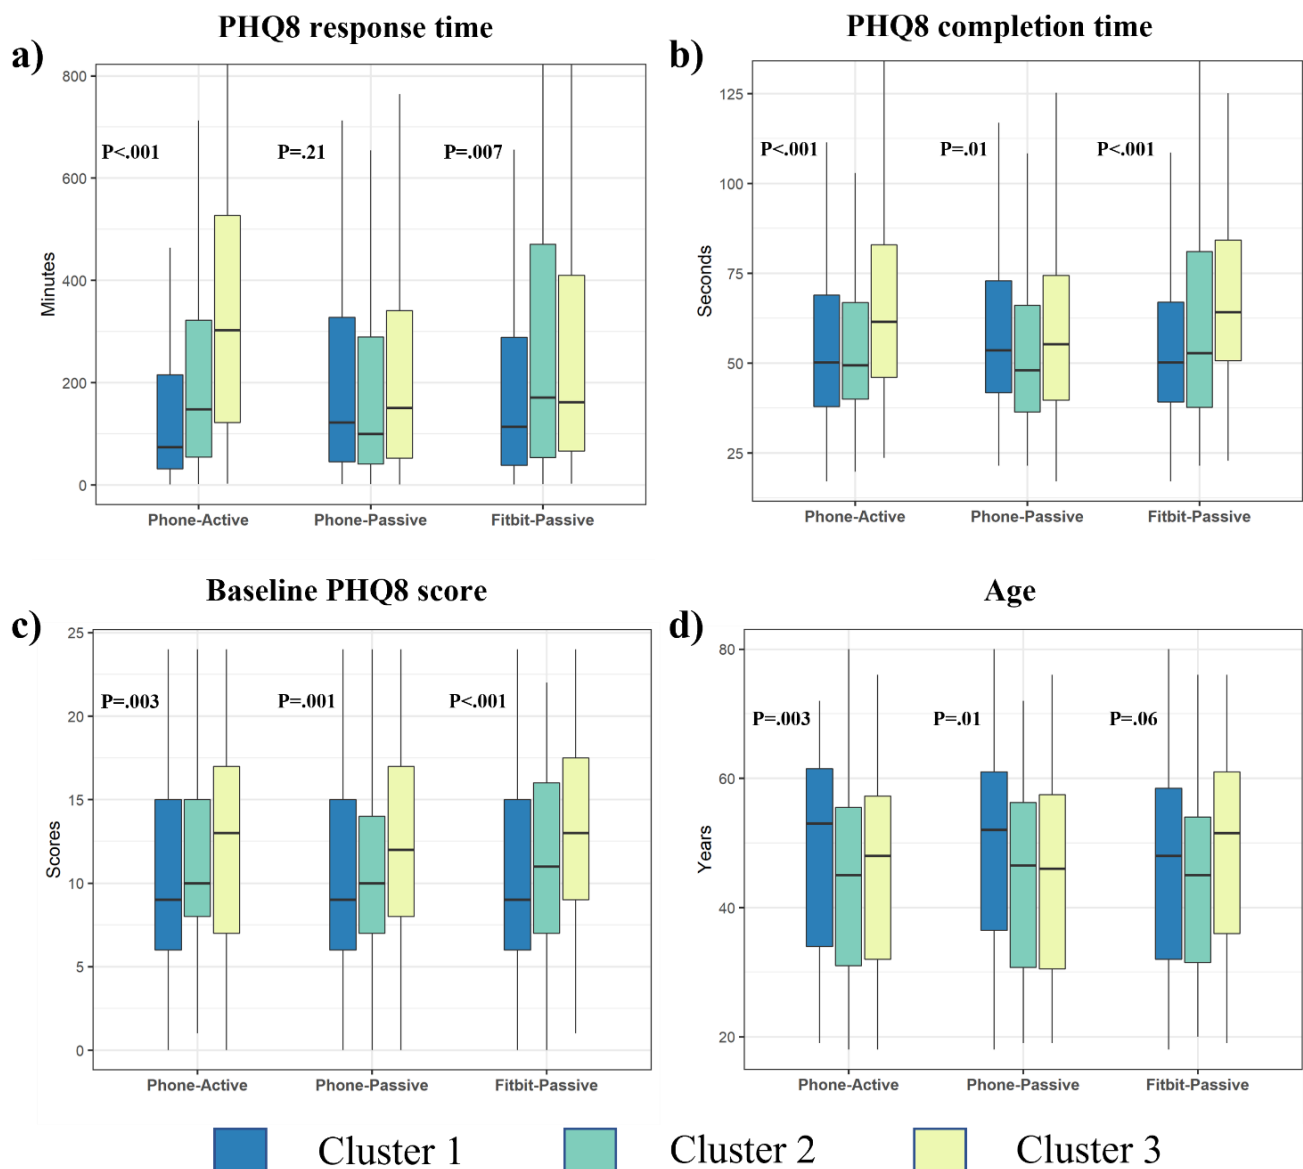 PHQ8 response time
a)
800
600
400
200
0
Minutes
P<.001
P=.21
P=.007
Phone-Active
Phone-Passive
Fitbit-Passive
PHQ8 completion time
b)
125
100
75
50
25
Seconds
P<.001
P=.01
P<.001
Phone-Active
Phone-Passive
Fitbit-Passive
Baseline PHQ8 score
c)
25
20
15
10
5
0
Scores
P=.003
P=.001
P<.001
Phone-Active
Phone-Passive
Fitbit-Passive
Age
d)
80
60
40
20
Years
P=.003
P=.01
P=.06
Phone-Active
Phone-Passive
Fitbit-Passive
Cluster 1
Cluster 2
Cluster 3